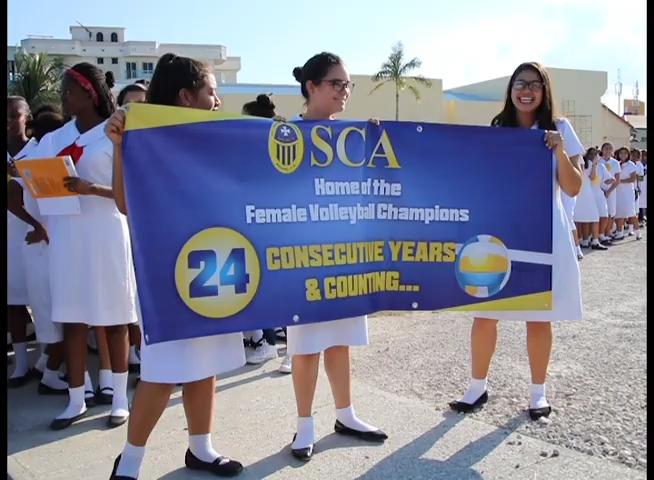 SCA
Home of the
Female Volleyball Champions
24
CONSECUTIVE YEARS
& COUNTING...